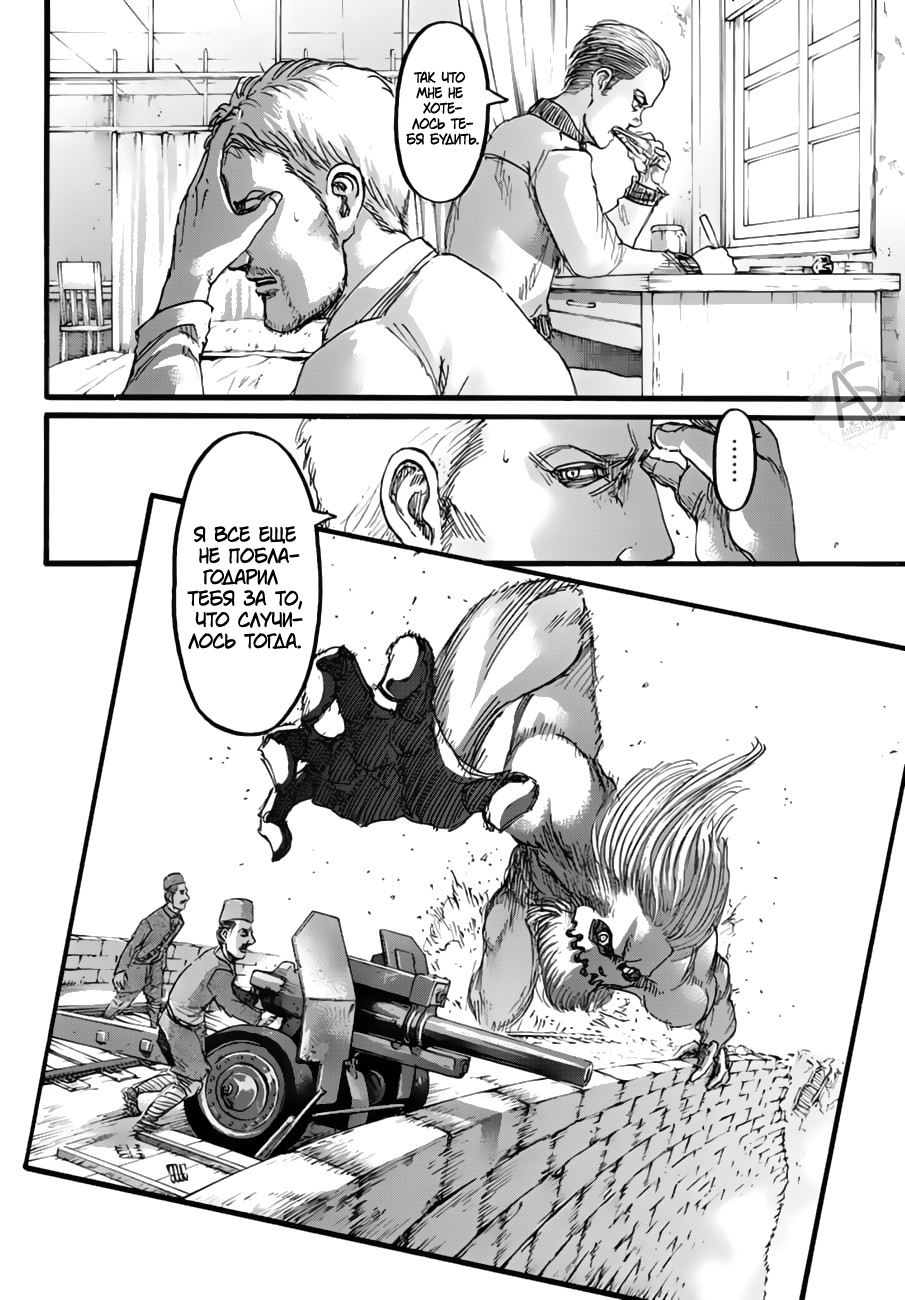 ТАК ЧТО
МНЕ НЕ
ХОТЕ-
ЛОСЬ ТЕ-
БЯ БУДИТЬ.
........
Я ВСЕ ЕЩЕ
НЕ ПОБЛА-
ГОДАРИЛ
ТЕБЯ ЗА ТО,
ЧТО СЛУЧИ-
ЛОСЬ ТОГДА.